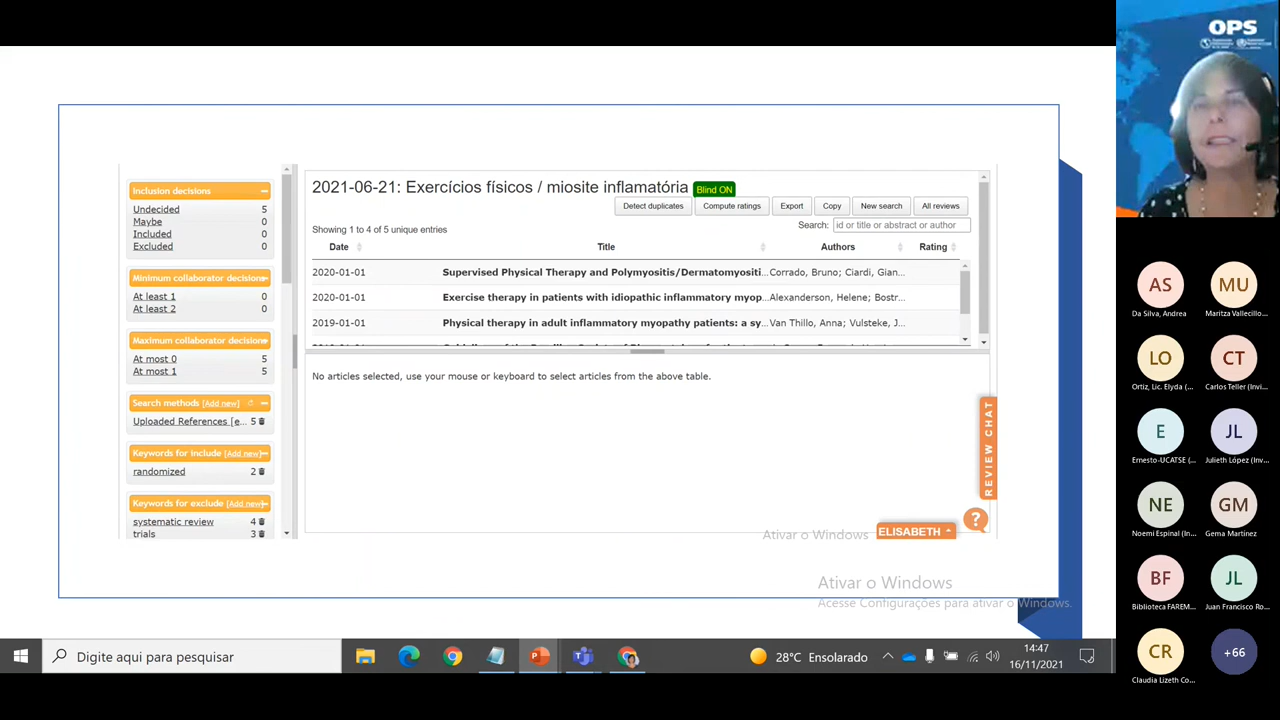 OPS
Inclusion decisions
Undecided 5
Maybe 0
Included 0
Excluded 0
Minimum collaborator decisions
At least 1 0
At least 2 0
Maximum collaborator decisions
At most 0 5
At most 1 5
Search methods [Add new]
Uploaded References [e... 5
Keywords for include [Add new]
randomized 2
Keywords for exclude [Add new]
systematic review 4
trials 3
2021-06-21: Exercícios físicos / miosite inflamatória Blind ON
Detect duplicates Compute ratings Export Copy New search All reviews
Showing 1 to 4 of 5 unique entries
Search: id or title or abstract or author
Date Title Authors Rating
2020-01-01 Supervised Physical Therapy and Polymyositis/Dermatomyositi... Corrado, Bruno; Ciardi, Gian...
2020-01-01 Exercise therapy in patients with idiopathic inflammatory myop... Alexanderson, Helene; Bostr...
2019-01-01 Physical therapy in adult inflammatory myopathy patients: a sy... Van Thillo, Anna; Vulsteke, J...
No articles selected, use your mouse or keyboard to select articles from the above table.
REVIEW CHAT
?
ELISABETH
Ativar o Windows
Ativar o Windows
Acesse Configurações para ativar o Windows.
Digite aqui para pesquisar
28°C Ensolarado
14:47
16/11/2021
AS MU
Da Silva, Andrea Maritza Vallecillo...
LO CT
Ortiz, Lic. Elyda (... Carlos Teller (Invi...
E JL
Ernesto-UCATSE (... Julieth López (Inv...
NE GM
Noemi Espinal (In... Gema Martínez
BF JL
Biblioteca FAREM... Juan Francisco Ro...
CR +66
Claudia Lizeth Co...